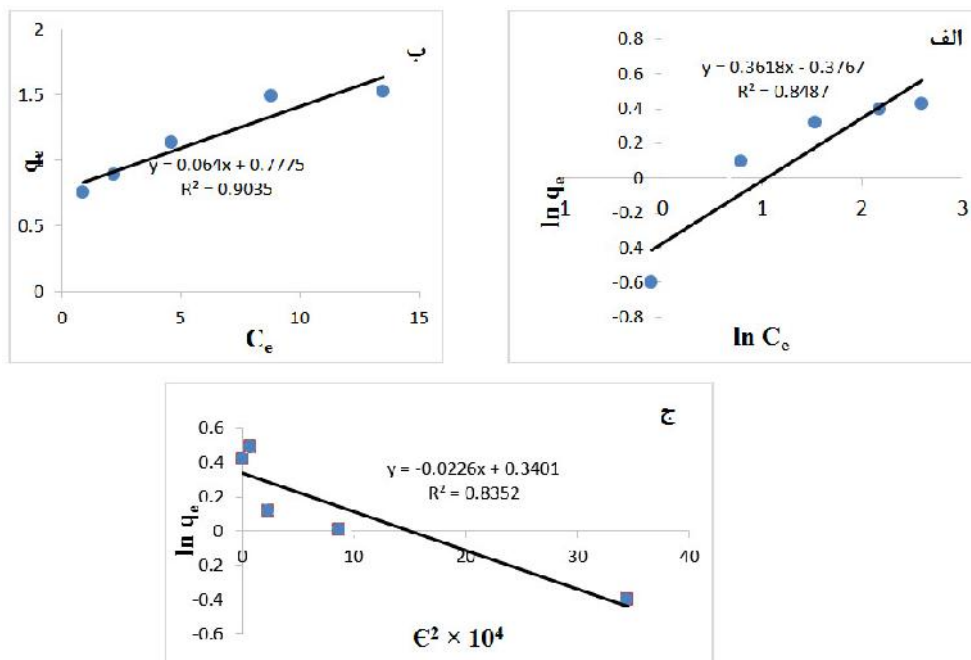 ب
2
1.5
1
0.5
0
0
5
10
15
y = 0.064x + 0.7775
R² = 0.9035
qₑ
Cₑ
الف
0.8
0.6
0.4
0.2
0
-0.2
0.4
-0.6
-0.8
1
0
1
2
3
y = 0.3618x - 0.3767
R² = 0.8487
ln qₑ
ln Cₑ
ج
0.6
0.4
0.2
0
0.2
-0.4
-0.6
0
10
20
30
40
y = -0.0226x + 0.3401
R² = 0.8352
ln qₑ
Є² × 10⁴